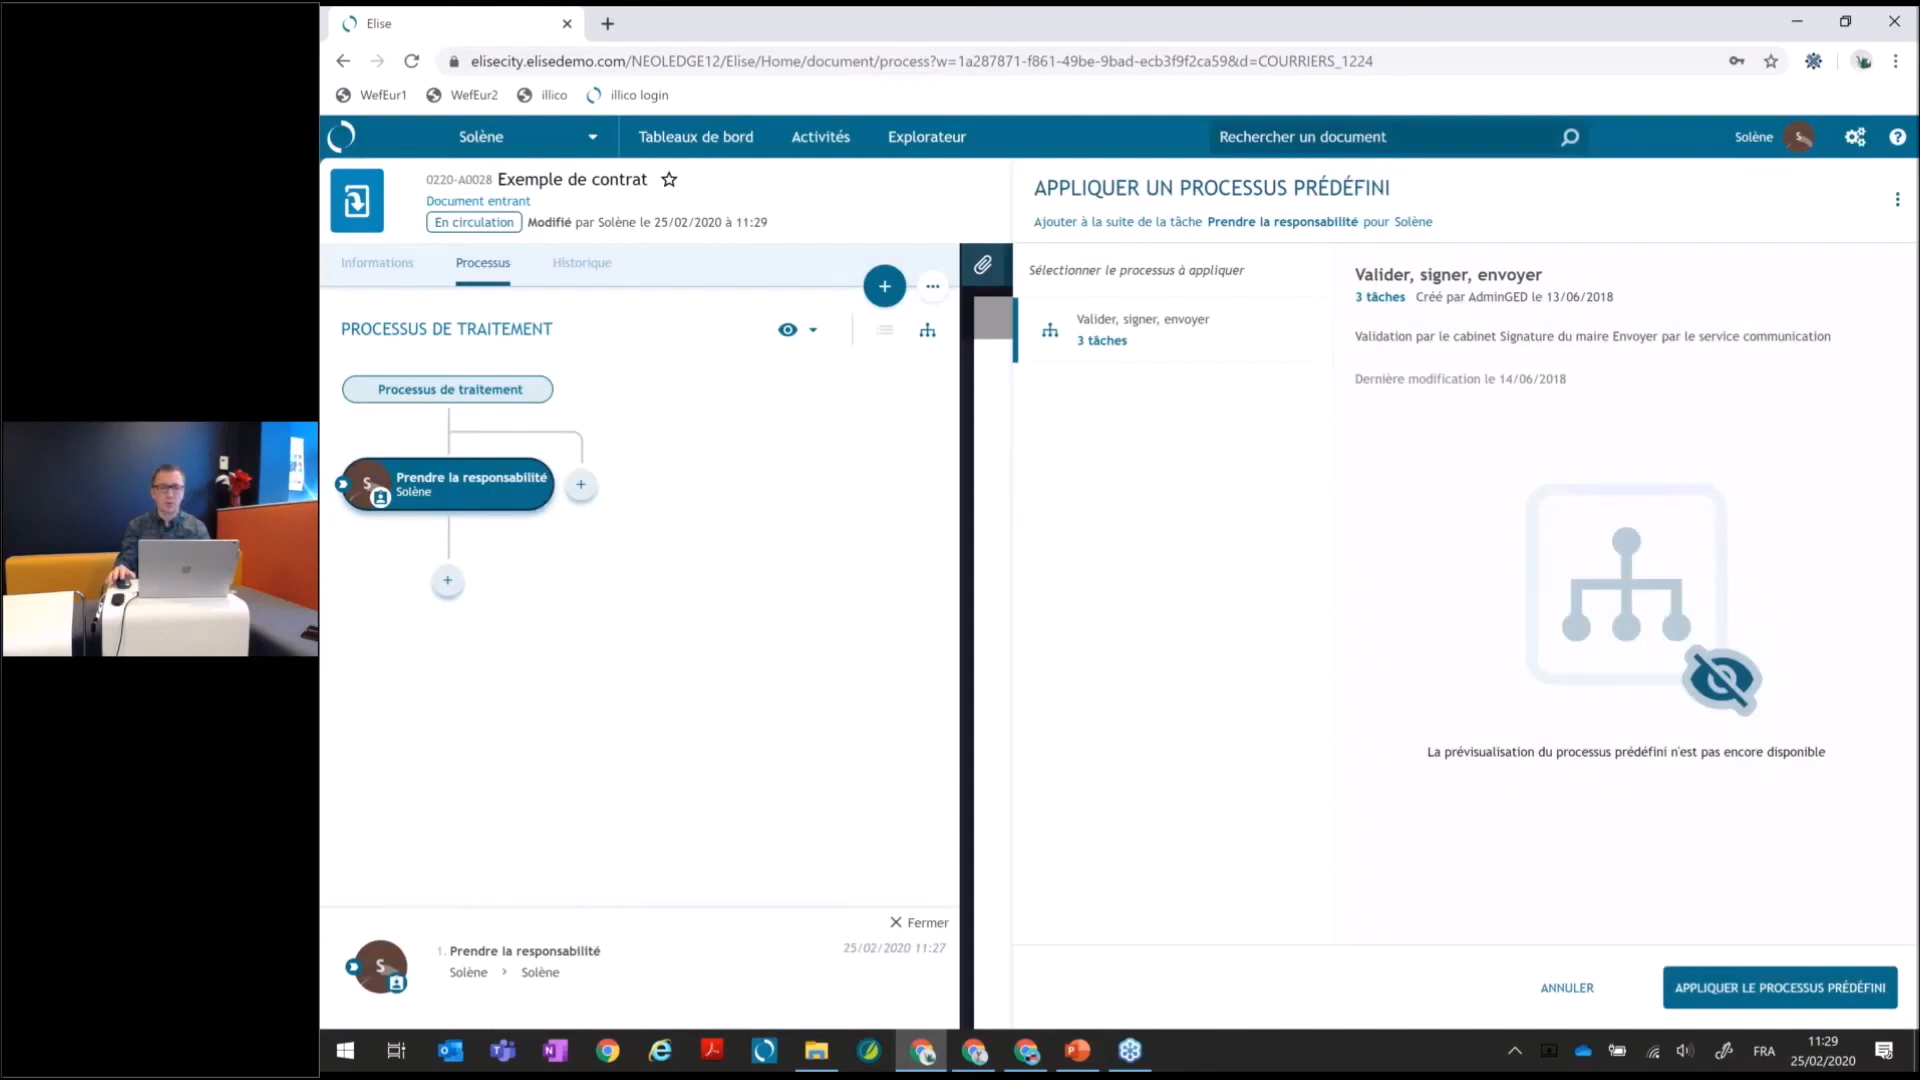 Elise
elisecity.elisedemo.com/NEOLEDGE12/Elise/Home/document/process?w=1a287871-f861-49be-9bad-ecb3f9f2ca59&d=COURRIERS_1224
WefEur1 WefEur2 illico illico login
Solène Tableaux de bord Activités Explorateur Rechercher un document Solène S ?
0220-A0028 Exemple de contrat
Document entrant
En circulation Modifié par Solène le 25/02/2020 à 11:29
Informations Processus Historique
PROCESSUS DE TRAITEMENT
Processus de traitement
S Prendre la responsabilité
Solène
Fermer
1. Prendre la responsabilité
25/02/2020 11:27
S
Solène > Solène
APPLIQUER UN PROCESSUS PRÉDÉFINI
Ajouter à la suite de la tâche Prendre la responsabilité pour Solène
Sélectionner le processus à appliquer
Valider, signer, envoyer
3 tâches
Valider, signer, envoyer
3 tâches Créé par AdminGED le 13/06/2018
Validation par le cabinet Signature du maire Envoyer par le service communication
Dernière modification le 14/06/2018
La prévisualisation du processus prédéfini n'est pas encore disponible
ANNULER APPLIQUER LE PROCESSUS PRÉDÉFINI
FRA
11:29
25/02/2020